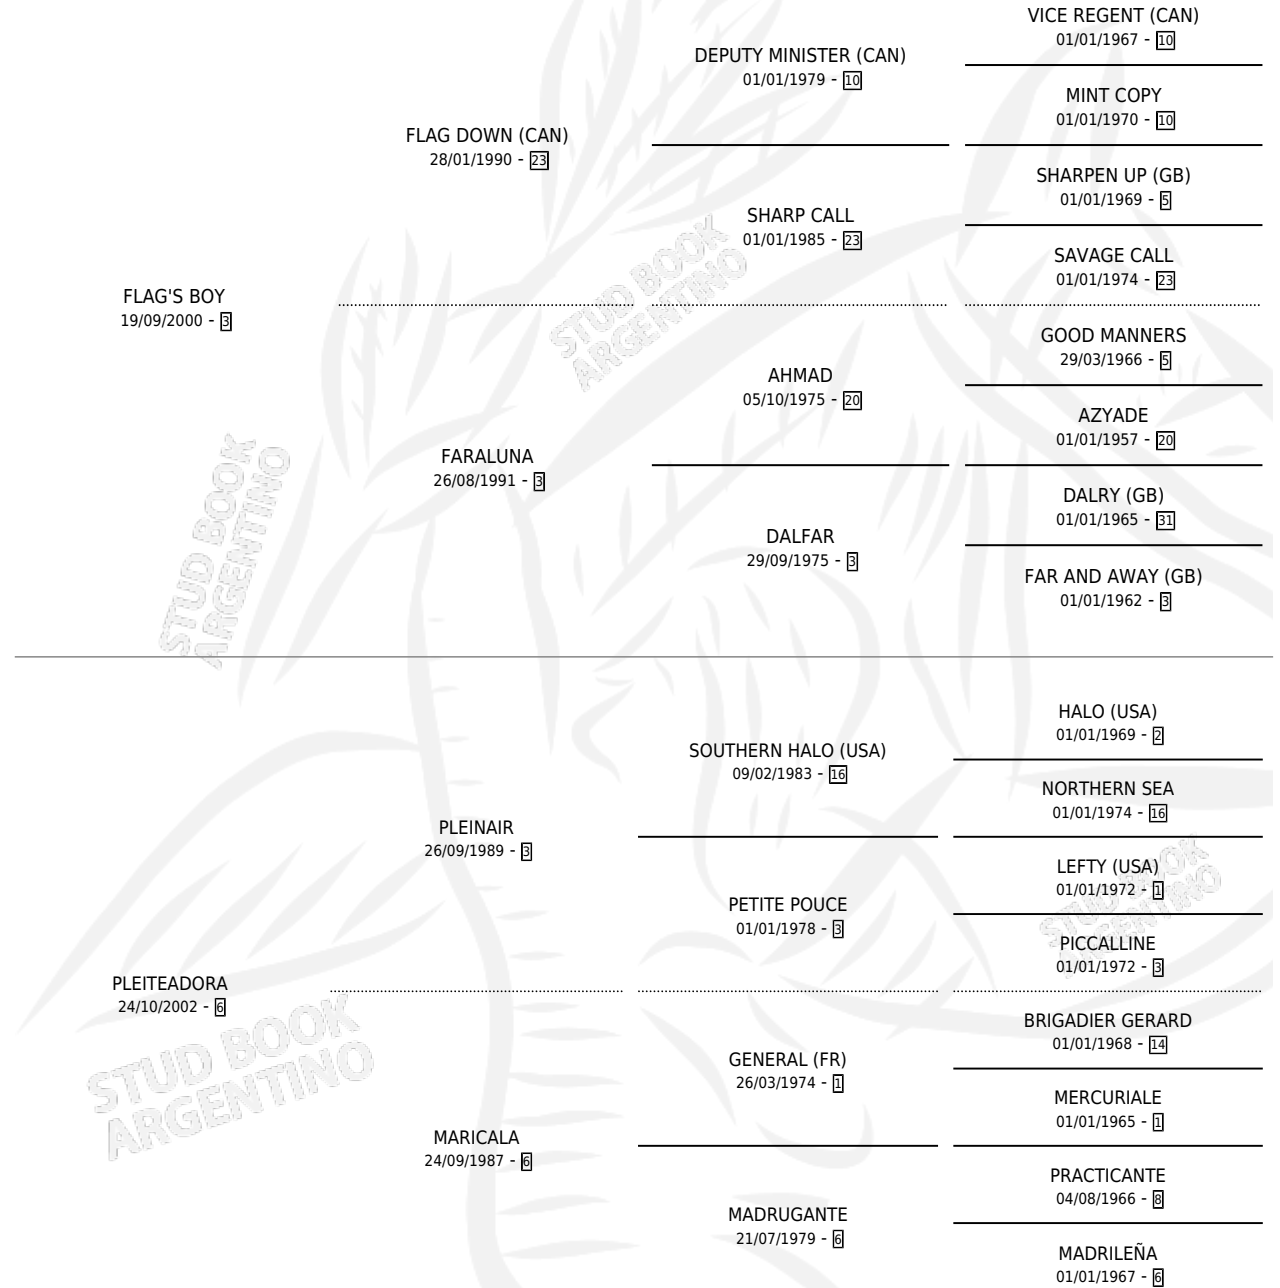 VICE REGENT (CAN)
01/01/1967 - 10
DEPUTY MINISTER (CAN)
01/01/1979 - 10
MINT COPY
01/01/1970 - 10
FLAG DOWN (CAN)
28/01/1990 - 23
SHARPEN UP (GB)
01/01/1969 - 5
SHARP CALL
01/01/1985 - 23
SAVAGE CALL
01/01/1974 - 23
FLAG'S BOY
19/09/2000 - 3
GOOD MANNERS
29/03/1966 - 5
AHMAD
05/10/1975 - 20
AZYADE
01/01/1957 - 20
FARALUNA
26/08/1991 - 3
DALRY (GB)
01/01/1965 - 31
DALFAR
29/09/1975 - 3
FAR AND AWAY (GB)
01/01/1962 - 3
HALO (USA)
01/01/1969 - 2
SOUTHERN HALO (USA)
09/02/1983 - 16
NORTHERN SEA
01/01/1974 - 16
PLEINAIR
26/09/1989 - 3
LEFTY (USA)
01/01/1972 - 1
PETITE POUCE
01/01/1978 - 3
PICCALLINE
01/01/1972 - 3
PLEITEADORA
24/10/2002 - 6
BRIGADIER GERARD
01/01/1968 - 14
GENERAL (FR)
26/03/1974 - 1
MERCURIALE
01/01/1965 - 1
MARICALA
24/09/1987 - 6
PRACTICANTE
04/08/1966 - 8
MADRUGANTE
21/07/1979 - 6
MADRILEÑA
01/01/1967 - 6
STUD BOOK
ARGENTINO
STUD BOOK
ARGENTINO
STUD BOOK
ARGENTINO
STUD BOOK
ARGENTINO